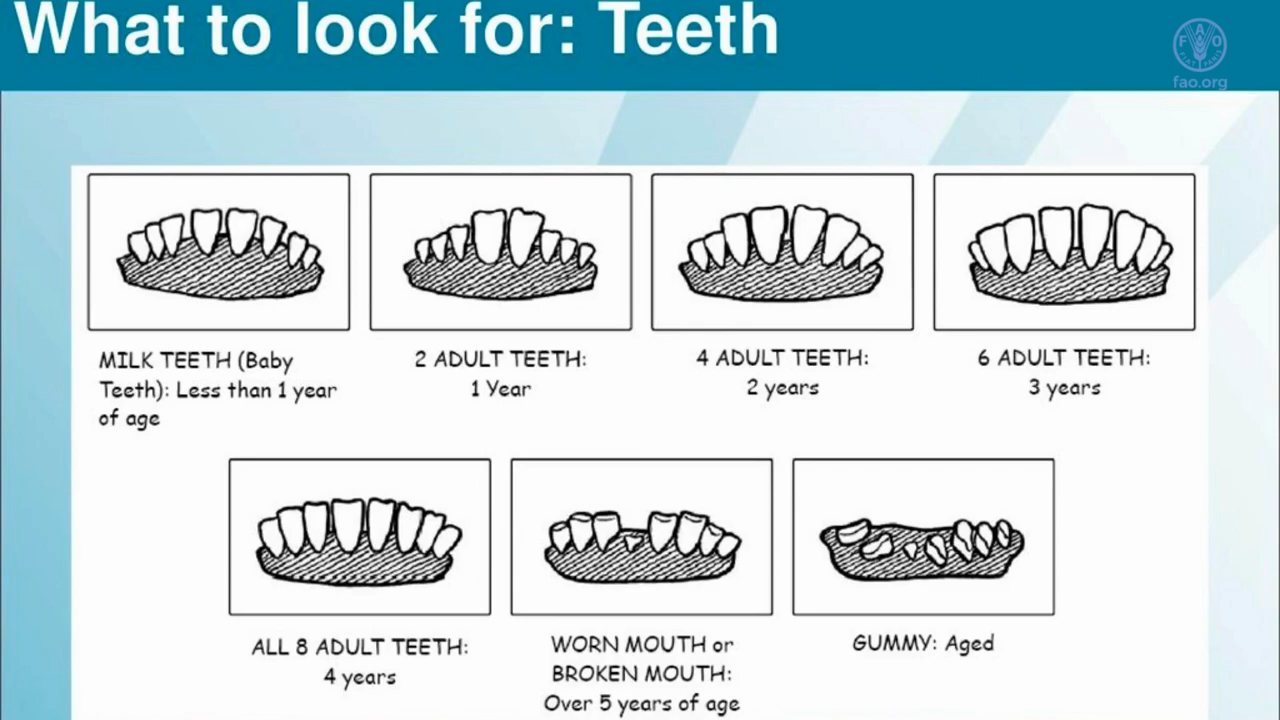 What to look for: Teeth
F A O
FIAT PANIS
fao.org
MILK TEETH (Baby
Teeth): Less than 1 year
of age
2 ADULT TEETH:
1 Year
4 ADULT TEETH:
2 years
6 ADULT TEETH:
3 years
ALL 8 ADULT TEETH:
4 years
WORN MOUTH or
BROKEN MOUTH:
Over 5 years of age
GUMMY: Aged